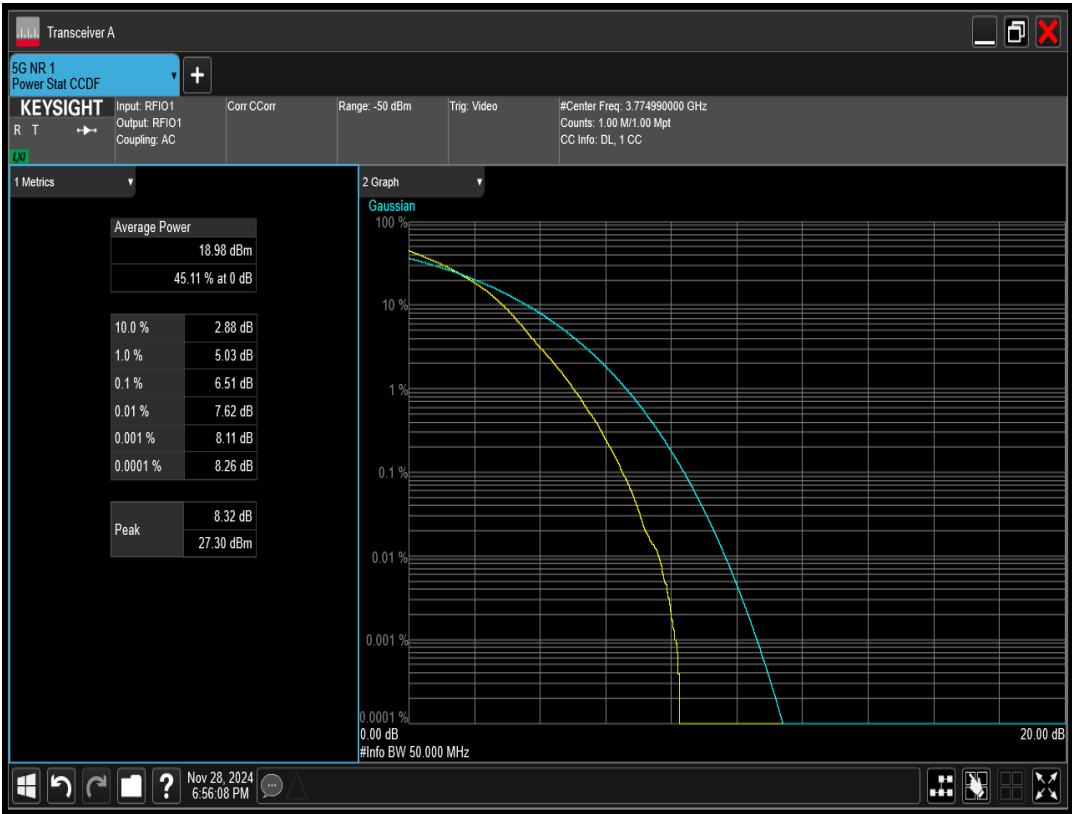 Transceiver A
5G NR 1
Power Stat CCDF
KEYSIGHT
R T
LXI
Input: RFIO1
Output: RFIO1
Coupling: AC
Corr CCorr
Range: -50 dBm
Trig: Video
#Center Freq: 3.774990000 GHz
Counts: 1.00 M/1.00 Mpt
CC Info: DL, 1 CC
1 Metrics
Average Power
18.98 dBm
45.11 % at 0 dB
10.0 % 2.88 dB
1.0 % 5.03 dB
0.1 % 6.51 dB
0.01 % 7.62 dB
0.001 % 8.11 dB
0.0001 % 8.26 dB
Peak
8.32 dB
27.30 dBm
2 Graph
Gaussian
100 %
10 %
1 %
0.1 %
0.01 %
0.001 %
0.0001 %
0.00 dB 20.00 dB
#Info BW 50.000 MHz
?
Nov 28, 2024
6:56:08 PM